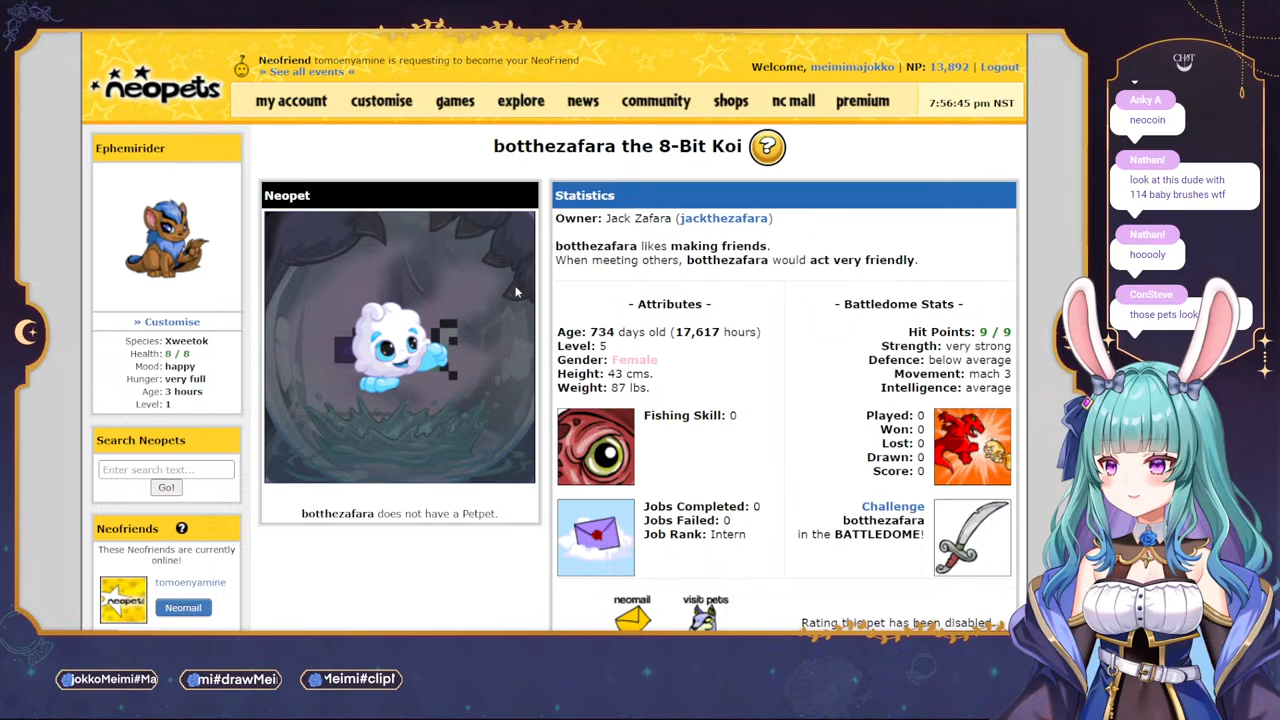 neopets
Neofriend tomoenyamine is requesting to become your NeoFriend
» See all events «
Welcome, meimimajokko | NP: 13,892 | Logout
my account customise games explore news community shops nc mall premium
7:56:45 pm NST
Ephemirider
» Customise
Species: Xweetok
Health: 8 / 8
Mood: happy
Hunger: very full
Age: 3 hours
Level: 1
Search Neopets
Enter search text...
Go!
Neofriends ?
These Neofriends are currently
online!
neopets
tomoenyamine
Neomail
botthezafara the 8-Bit Koi ?
Neopet
botthezafara does not have a Petpet.
Statistics
Owner: Jack Zafara (jackthezafara)
botthezafara likes making friends.
When meeting others, botthezafara would act very friendly.
- Attributes -
Age: 734 days old (17,617 hours)
Level: 5
Gender: Female
Height: 43 cms.
Weight: 87 lbs.
Fishing Skill: 0
Jobs Completed: 0
Jobs Failed: 0
Job Rank: Intern
- Battledome Stats -
Hit Points: 9 / 9
Strength: very strong
Defence: below average
Movement: mach 3
Intelligence: average
Played: 0
Won: 0
Lost: 0
Drawn: 0
Score: 0
Challenge
botthezafara
in the BATTLEDOME!
neomail
visit pets
Rating this pet has been disabled.
CHAT
Anky A
neocoin
Nathan!
look at this dude with
114 baby brushes wtf
Nathan!
hooooly
ConSteve
those pets look
jokkoMeimi#Ma
mi#drawMei
Meimi#clip